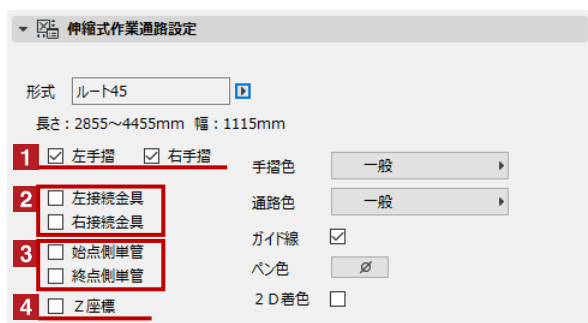 伸縮式作業通路設定
形式 ルート45
長さ:2855～4455mm 幅:1115mm
1 左手摺 右手摺
手摺色 一般
2 左接続金具
右接続金具
通路色 一般
3 始点側単管
終点側単管
ガイド線
ペン色
4 Z座標
2D着色